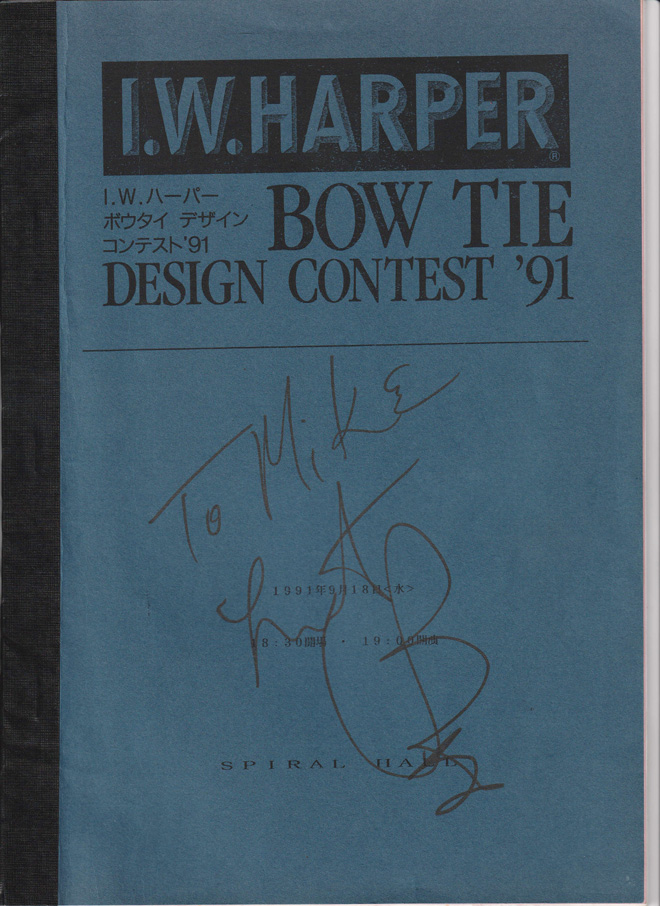 I.W.HARPER®
I.W.ハーパー
ボウタイ デザイン
コンテスト'91
BOW TIE
DESIGN CONTEST '91
To Mike
1991年9月18日<水>
18:30開場 ・ 19:00開演
SPIRAL HALL